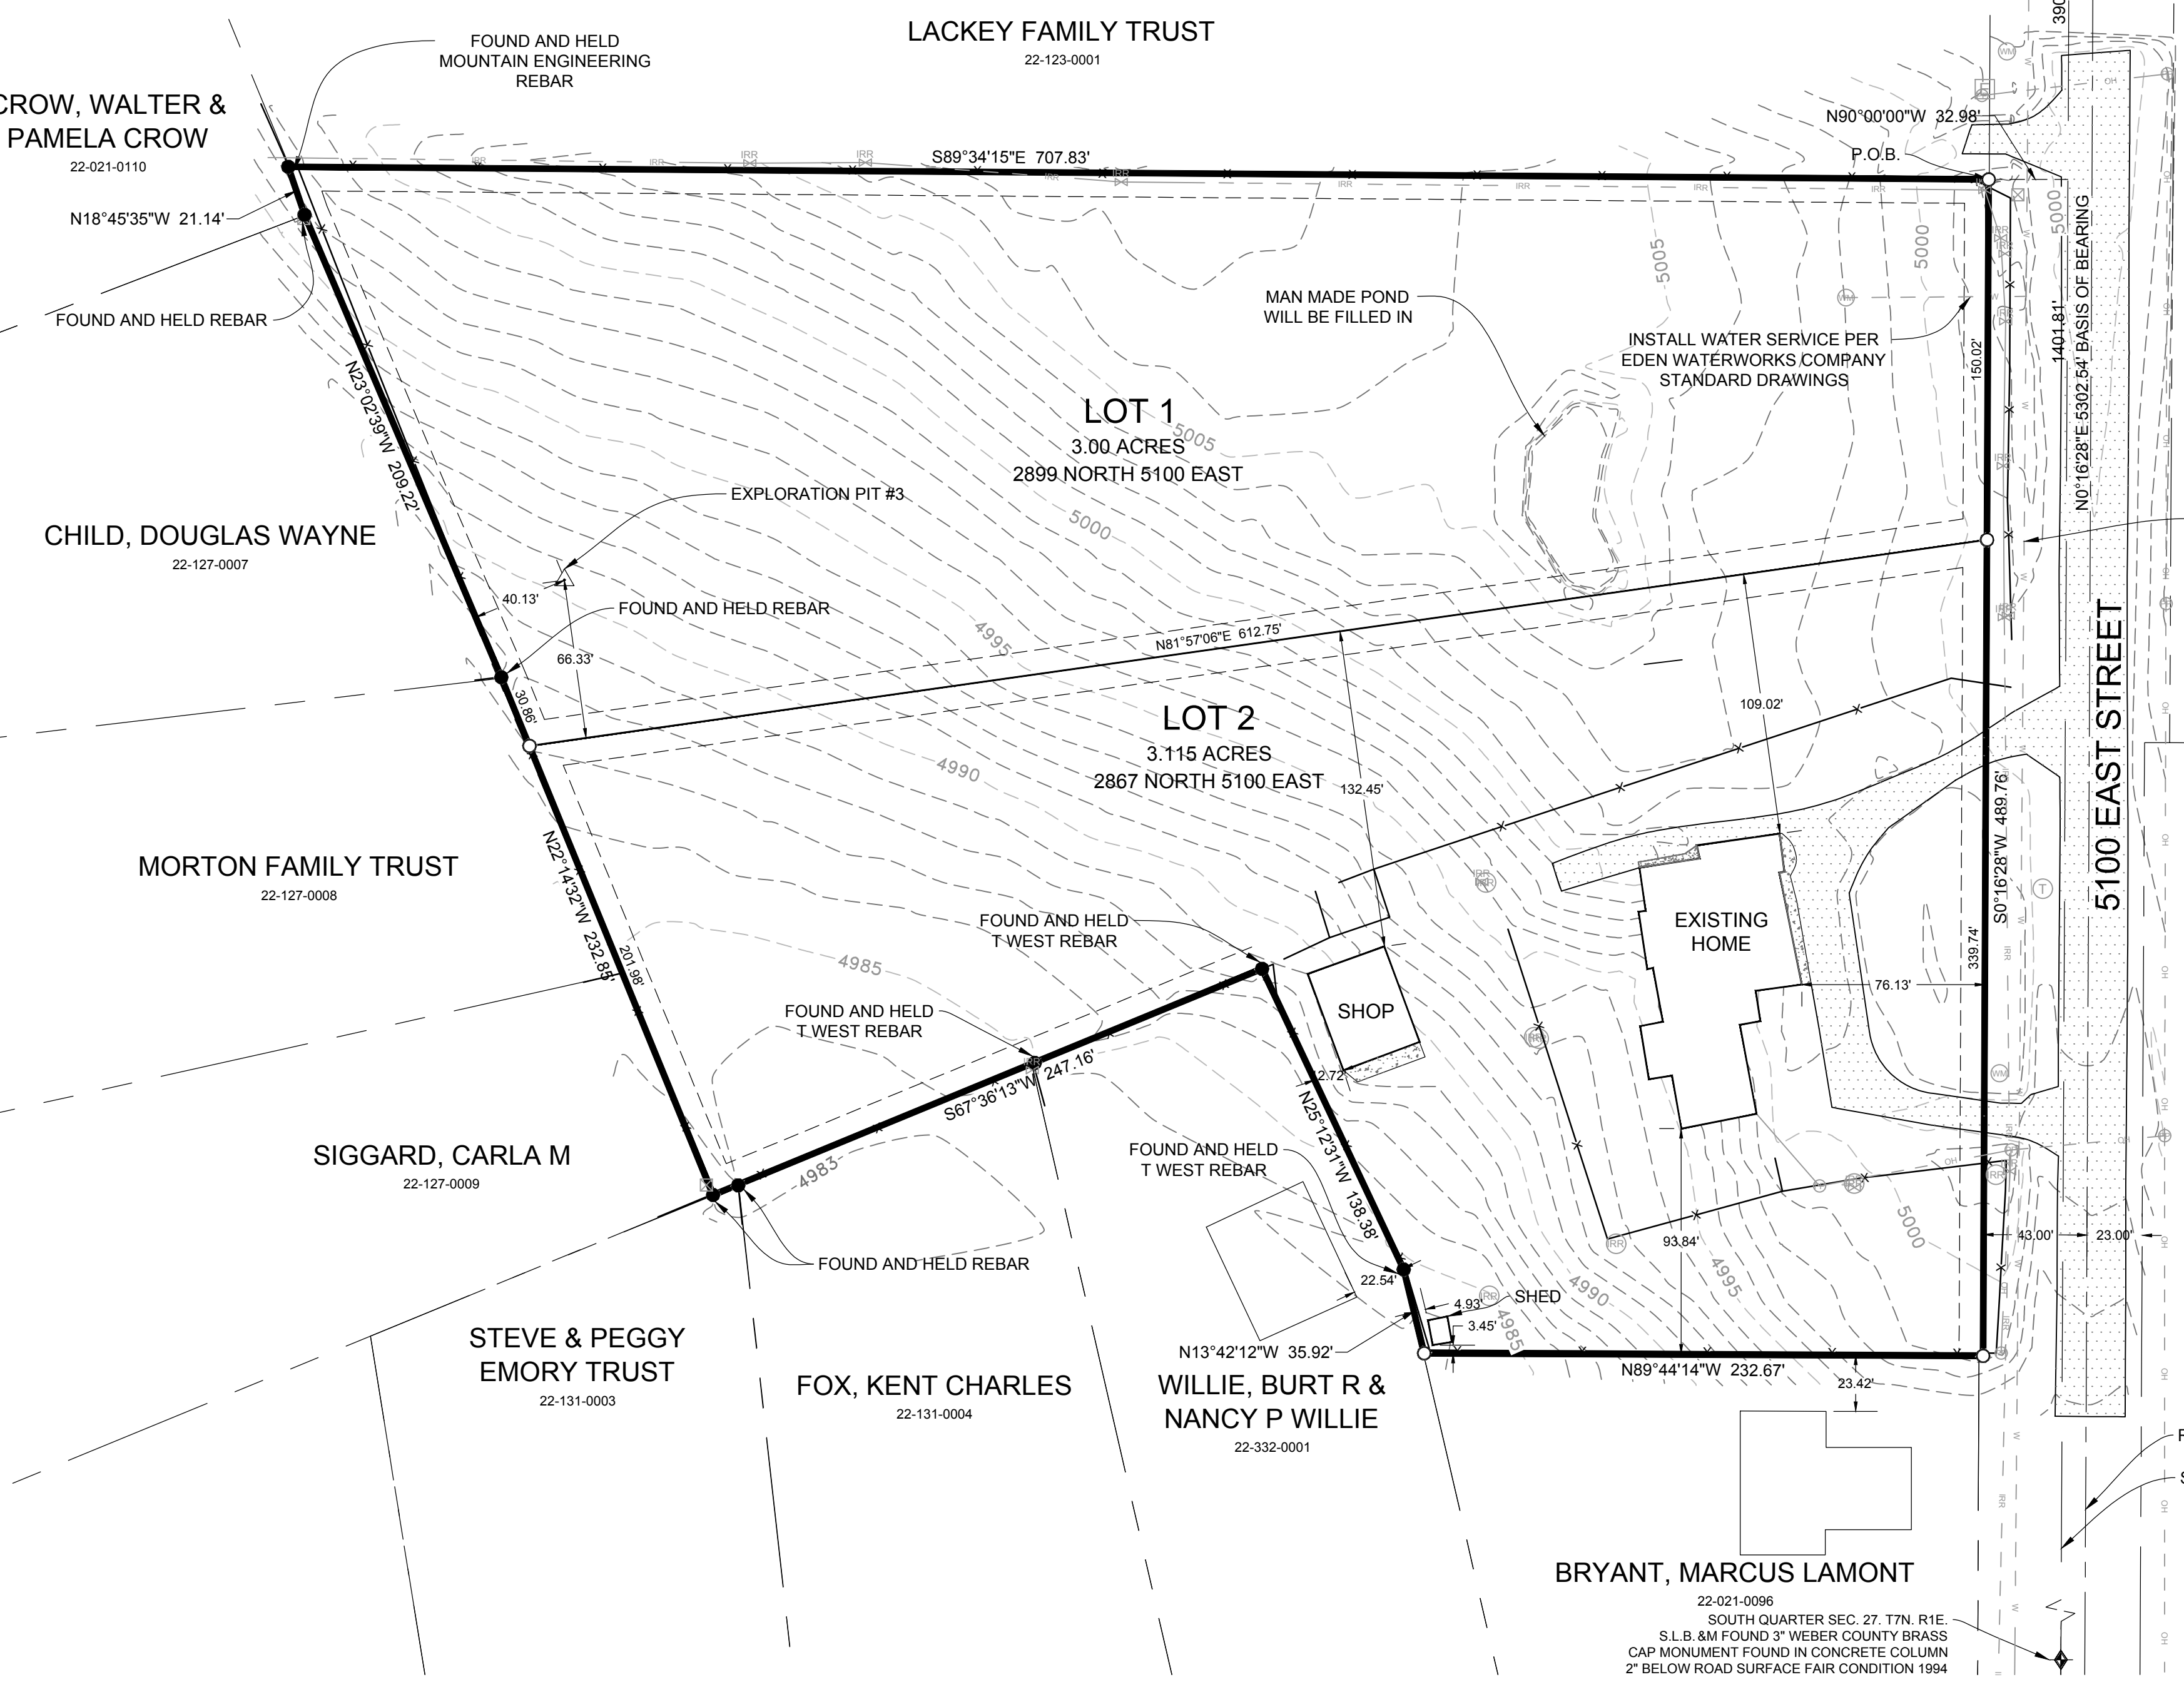 LACKEY FAMILY TRUST
22-123-0001
FOUND AND HELD
MOUNTAIN ENGINEERING
REBAR
CROW, WALTER &
PAMELA CROW
22-021-0110
N18°45'35"W 21.14'
FOUND AND HELD REBAR
S89°34'15"E 707.83'
N90°00'00"W 32.98'
P.O.B.
390
5000
5000
5005
N0°16'28"E 5302.54' BASIS OF BEARING
1401.81'
150.02'
MAN MADE POND
WILL BE FILLED IN
INSTALL WATER SERVICE PER
EDEN WATERWORKS COMPANY
STANDARD DRAWINGS
N23°02'39"W 209.22'
LOT 1
3.00 ACRES
2899 NORTH 5100 EAST
5005
5000
EXPLORATION PIT #3
40.13'
FOUND AND HELD REBAR
66.33'
30.86'
CHILD, DOUGLAS WAYNE
22-127-0007
4995
N81°57'06"E 612.75'
LOT 2
3.115 ACRES
2867 NORTH 5100 EAST
132.45'
109.02'
4990
5100 EAST STREET
S0°16'28"W 489.76'
339.74'
MORTON FAMILY TRUST
22-127-0008
N22°14'32"W 232.85'
201.98'
4985
FOUND AND HELD
T WEST REBAR
FOUND AND HELD
T WEST REBAR
SHOP
EXISTING
HOME
76.13'
S67°36'13"W 247.16'
2.72'
N25°12'31"W 138.38'
FOUND AND HELD
T WEST REBAR
SIGGARD, CARLA M
22-127-0009
4983
FOUND AND HELD REBAR
93.84'
5000
43.00'
23.00'
4995
4990
4985
22.54'
4.93'
SHED
3.45'
N13°42'12"W 35.92'
N89°44'14"W 232.67'
23.42'
STEVE & PEGGY
EMORY TRUST
22-131-0003
FOX, KENT CHARLES
22-131-0004
WILLIE, BURT R &
NANCY P WILLIE
22-332-0001
BRYANT, MARCUS LAMONT
22-021-0096
SOUTH QUARTER SEC. 27. T7N. R1E.
S.L.B.&M FOUND 3" WEBER COUNTY BRASS
CAP MONUMENT FOUND IN CONCRETE COLUMN
2" BELOW ROAD SURFACE FAIR CONDITION 1994